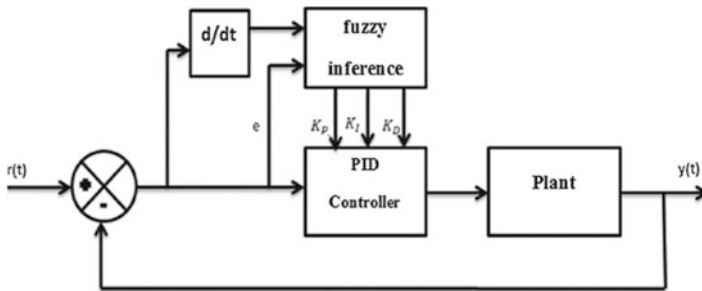 d/dt
fuzzy
inference
e
K_P
K_I
K_D
r(t)
+
-
PID
Controller
Plant
y(t)